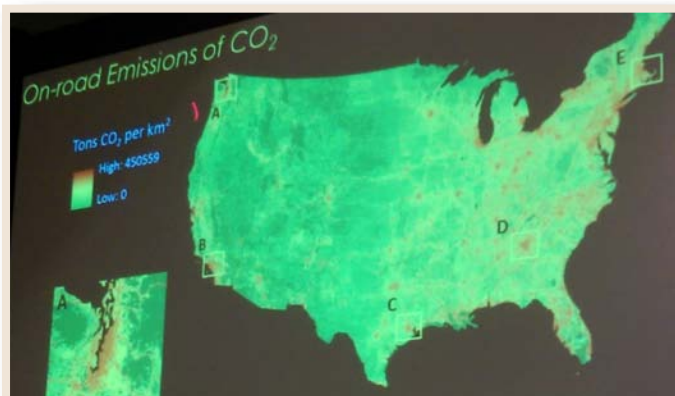 On-road Emissions of CO₂
Tons CO₂ per km²
High: 450559
Low: 0
A
B
C
D
E
A